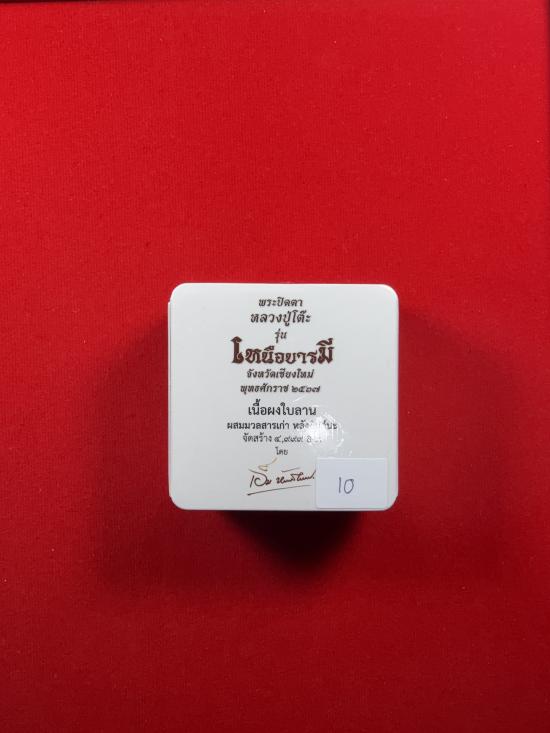 พระปิดตา
หลวงปู่โต๊ะ
รุ่น
เหนือบารมี
จังหวัดเชียงใหม่
พุทธศักราช ๒๕๖๗
เนื้อผงใบลาน
ผสมมวลสารเก่า
จัดสร้าง ๔,๙๙๙
โดย
10